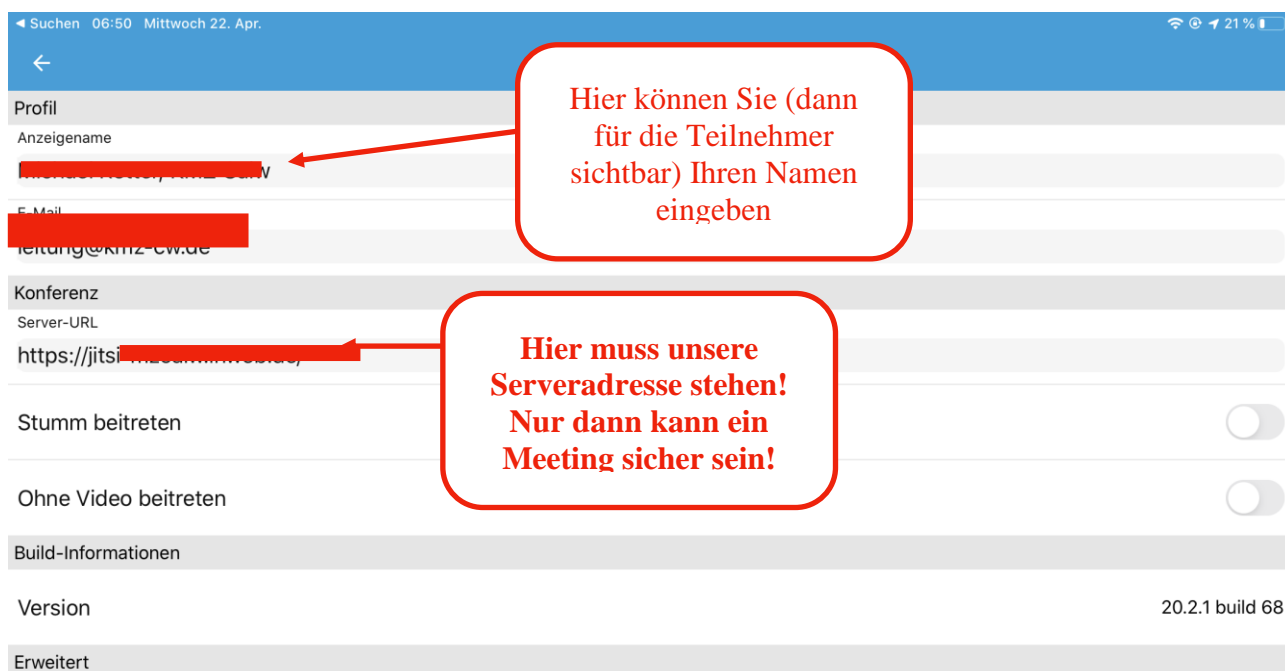 ◀ Suchen 06:50 Mittwoch 22. Apr.
21 %
Profil
Anzeigename
Hier können Sie (dann
für die Teilnehmer
sichtbar) Ihren Namen
eingeben
E-Mail
Konferenz
Server-URL
https://jitsi
Hier muss unsere
Serveradresse stehen!
Nur dann kann ein
Meeting sicher sein!
Stumm beitreten
Ohne Video beitreten
Build-Informationen
Version
20.2.1 build 68
Erweitert